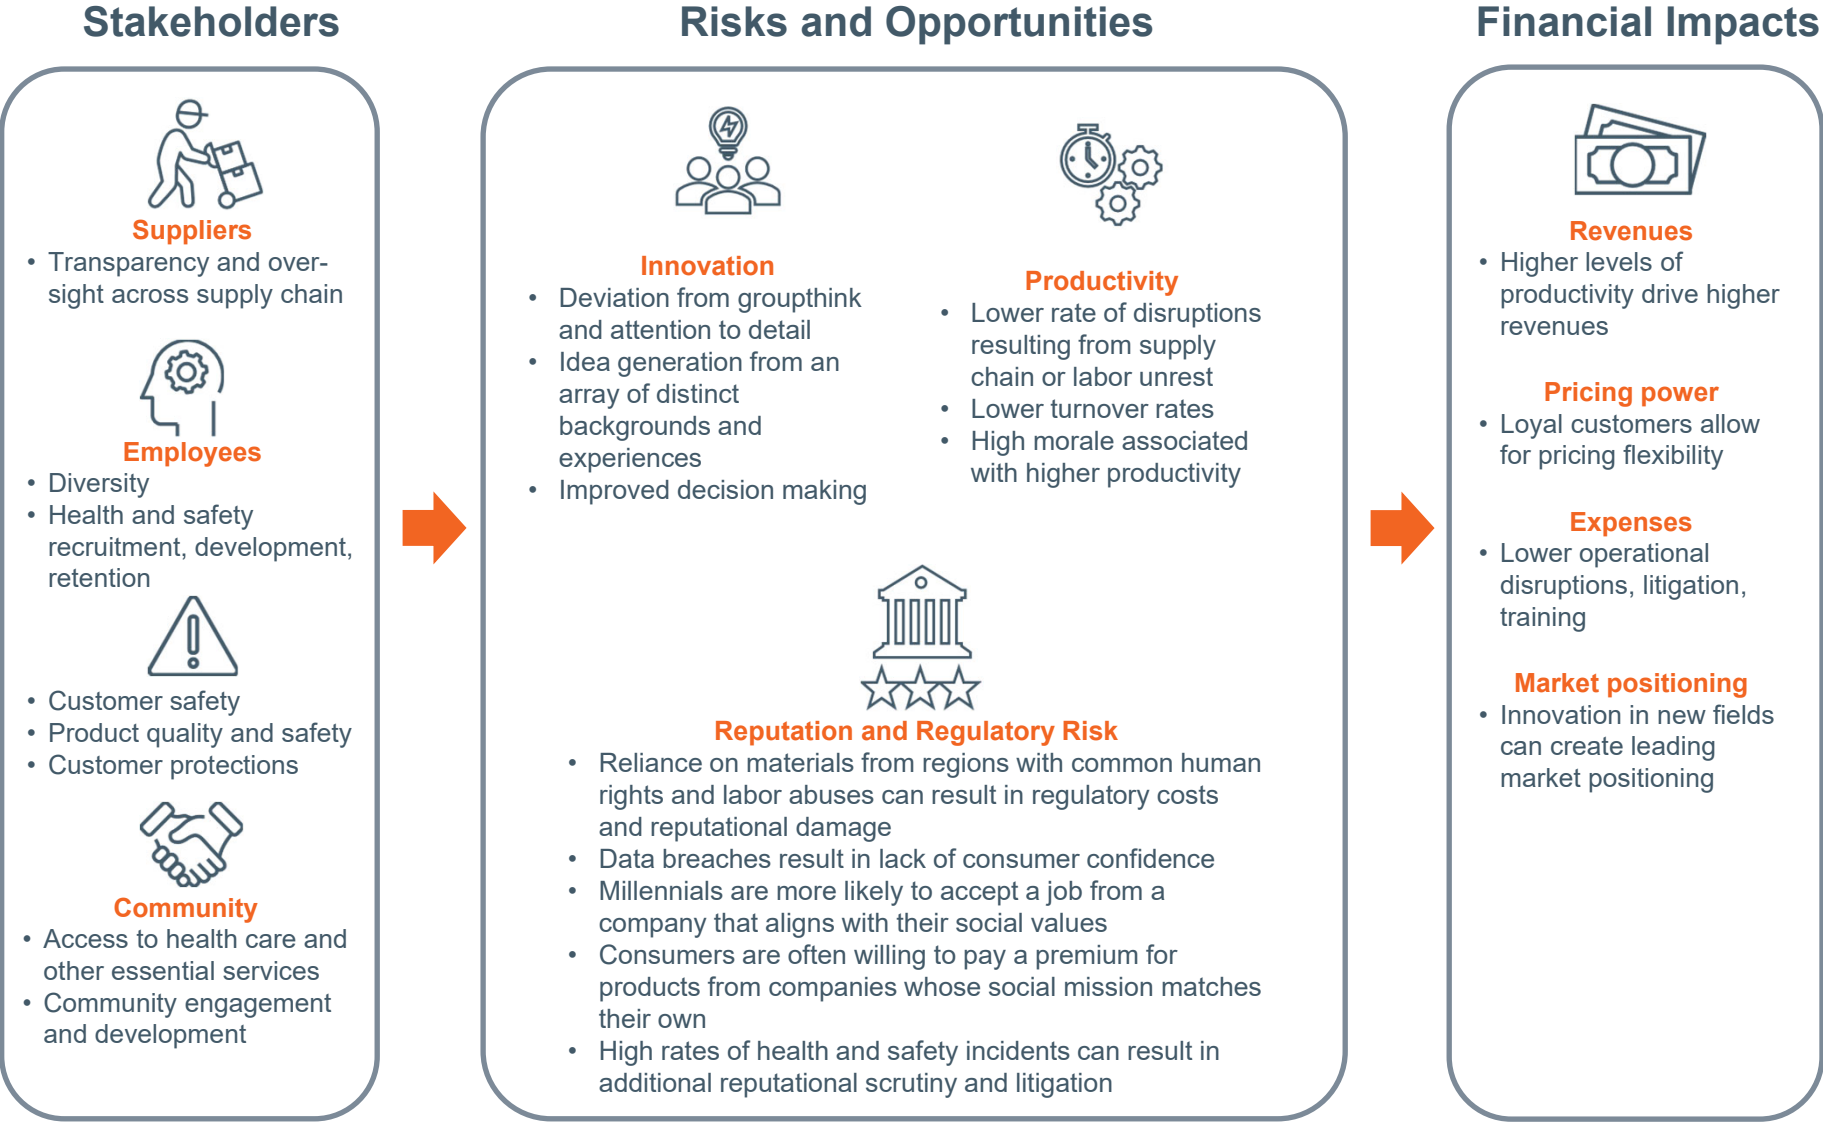 Stakeholders
Suppliers
• Transparency and over-
sight across supply chain
Employees
• Diversity
• Health and safety
recruitment, development,
retention
• Customer safety
• Product quality and safety
• Customer protections
Community
• Access to health care and
other essential services
• Community engagement
and development
Risks and Opportunities
Innovation
• Deviation from groupthink
and attention to detail
• Idea generation from an
array of distinct
backgrounds and
experiences
• Improved decision making
Productivity
• Lower rate of disruptions
resulting from supply
chain or labor unrest
• Lower turnover rates
• High morale associated
with higher productivity
Reputation and Regulatory Risk
• Reliance on materials from regions with common human
rights and labor abuses can result in regulatory costs
and reputational damage
• Data breaches result in lack of consumer confidence
• Millennials are more likely to accept a job from a
company that aligns with their social values
• Consumers are often willing to pay a premium for
products from companies whose social mission matches
their own
• High rates of health and safety incidents can result in
additional reputational scrutiny and litigation
Financial Impacts
Revenues
• Higher levels of
productivity drive higher
revenues
Pricing power
• Loyal customers allow
for pricing flexibility
Expenses
• Lower operational
disruptions, litigation,
training
Market positioning
• Innovation in new fields
can create leading
market positioning